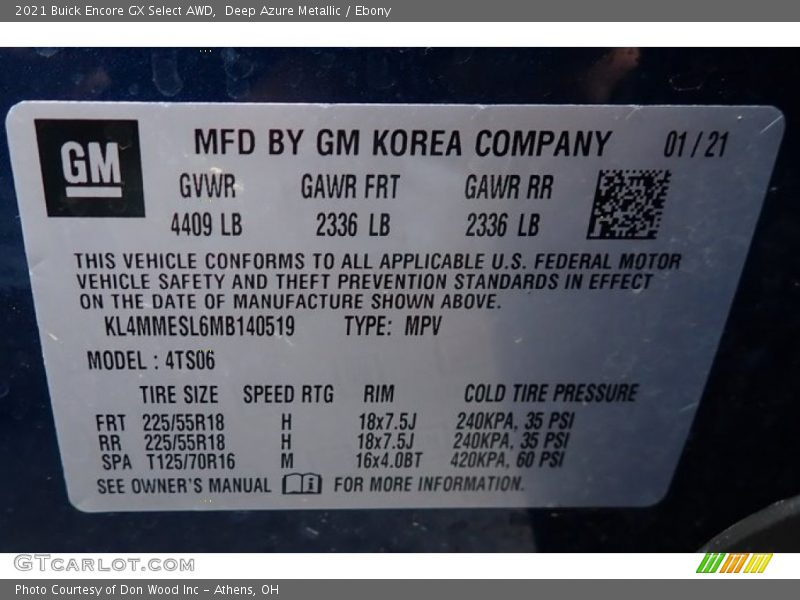 2021 Buick Encore GX Select AWD,  Deep Azure Metallic / Ebony
GM
MFD BY GM KOREA COMPANY 01/21
GVWR GAWR FRT GAWR RR
4409 LB 2336 LB 2336 LB
THIS VEHICLE CONFORMS TO ALL APPLICABLE U.S. FEDERAL MOTOR
VEHICLE SAFETY AND THEFT PREVENTION STANDARDS IN EFFECT
ON THE DATE OF MANUFACTURE SHOWN ABOVE.
KL4MMESL6MB140519 TYPE: MPV
MODEL : 4TS06
TIRE SIZE SPEED RTG RIM COLD TIRE PRESSURE
FRT 225/55R18 H 18x7.5J 240KPA, 35 PSI
RR 225/55R18 H 18x7.5J 240KPA, 35 PSI
SPA T125/70R16 M 16x4.0BT 420KPA, 60 PSI
SEE OWNER'S MANUAL FOR MORE INFORMATION.
GTCARLOT.COM
Photo Courtesy of Don Wood Inc – Athens, OH